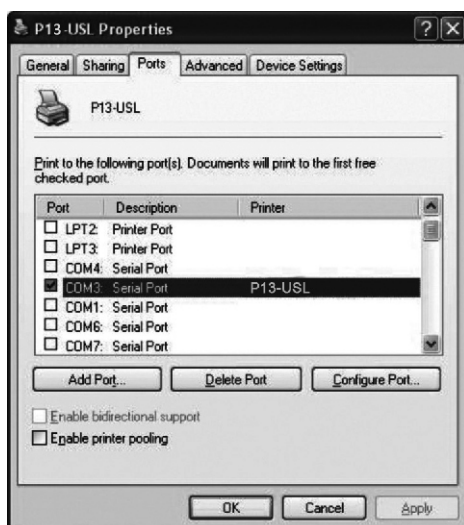 P13-USL Properties
General Sharing Ports Advanced Device Settings
P13-USL
Print to the following port(s). Documents will print to the first free
checked port.
Port Description Printer
LPT2: Printer Port
LPT3: Printer Port
COM4: Serial Port
COM3: Serial Port P13-USL
COM1: Serial Port
COM6: Serial Port
COM7: Serial Port
Add Port... Delete Port Configure Port...
Enable bidirectional support
Enable printer pooling
OK Cancel Apply